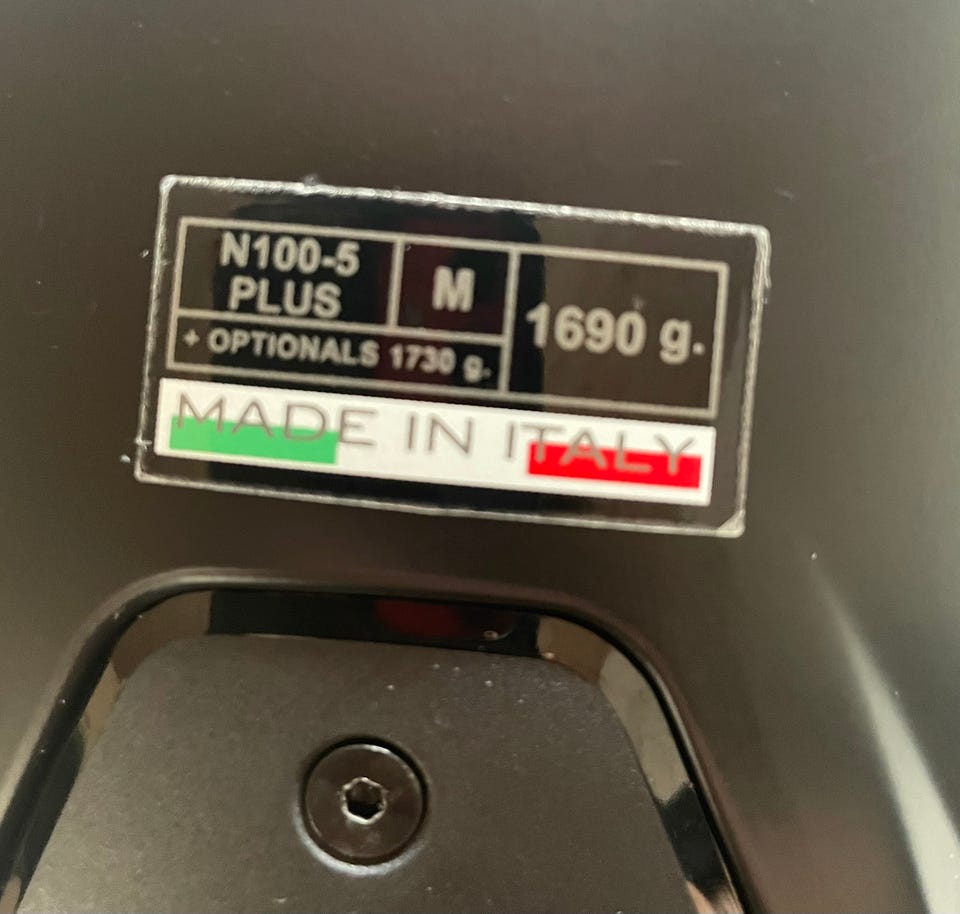 N100-5
PLUS
M
1690 g.
+ OPTIONALS 1730 g.
MADE IN ITALY